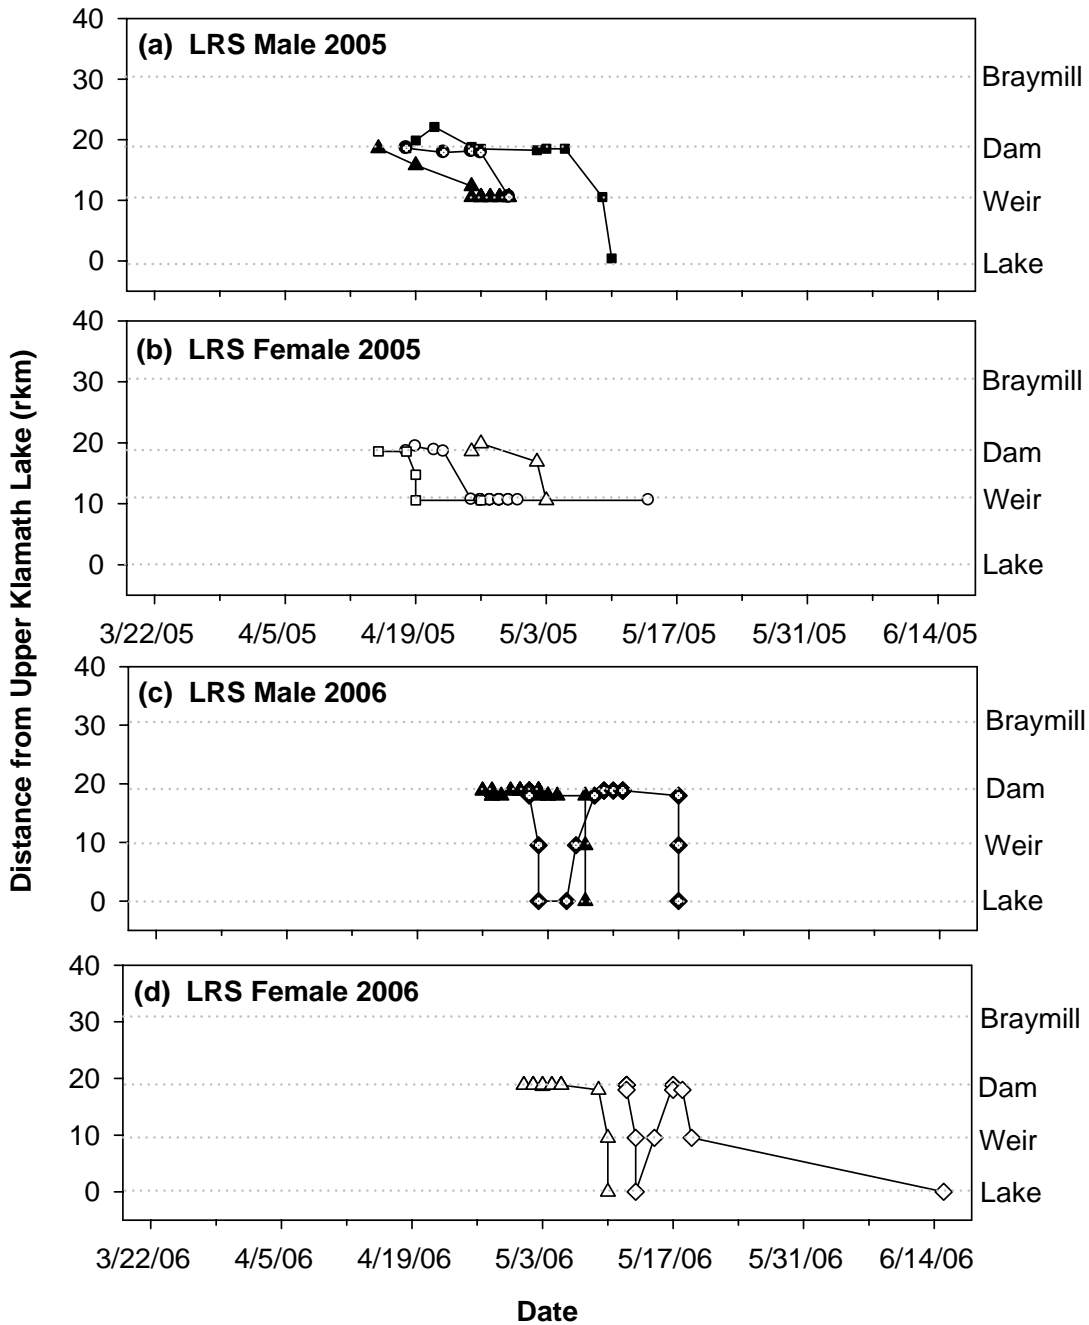 Distance from Upper Klamath Lake (rkm)
(a) LRS Male 2005
40
30
20
10
0
Braymill
Dam
Weir
Lake
(b) LRS Female 2005
40
30
20
10
0
Braymill
Dam
Weir
Lake
3/22/05 4/5/05 4/19/05 5/3/05 5/17/05 5/31/05 6/14/05
(c) LRS Male 2006
40
30
20
10
0
Braymill
Dam
Weir
Lake
(d) LRS Female 2006
40
30
20
10
0
Braymill
Dam
Weir
Lake
3/22/06 4/5/06 4/19/06 5/3/06 5/17/06 5/31/06 6/14/06
Date